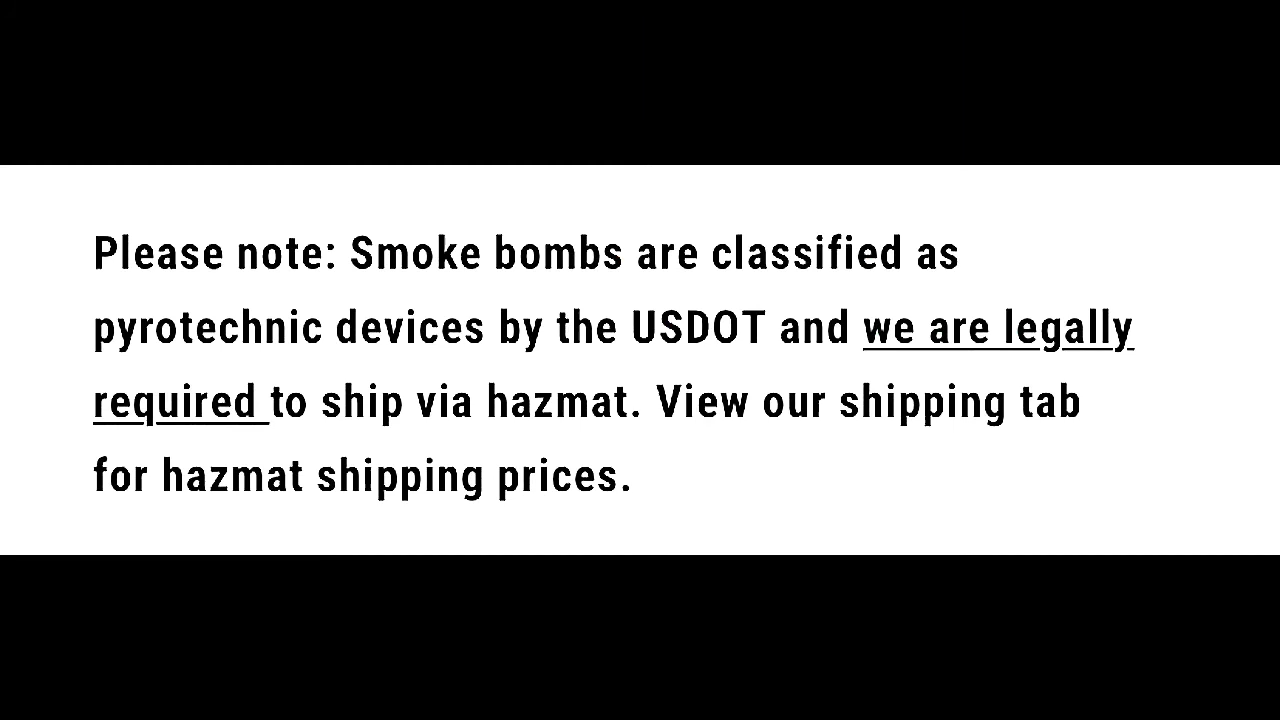 Please note: Smoke bombs are classified as
pyrotechnic devices by the USDOT and we are legally
required to ship via hazmat. View our shipping tab
for hazmat shipping prices.